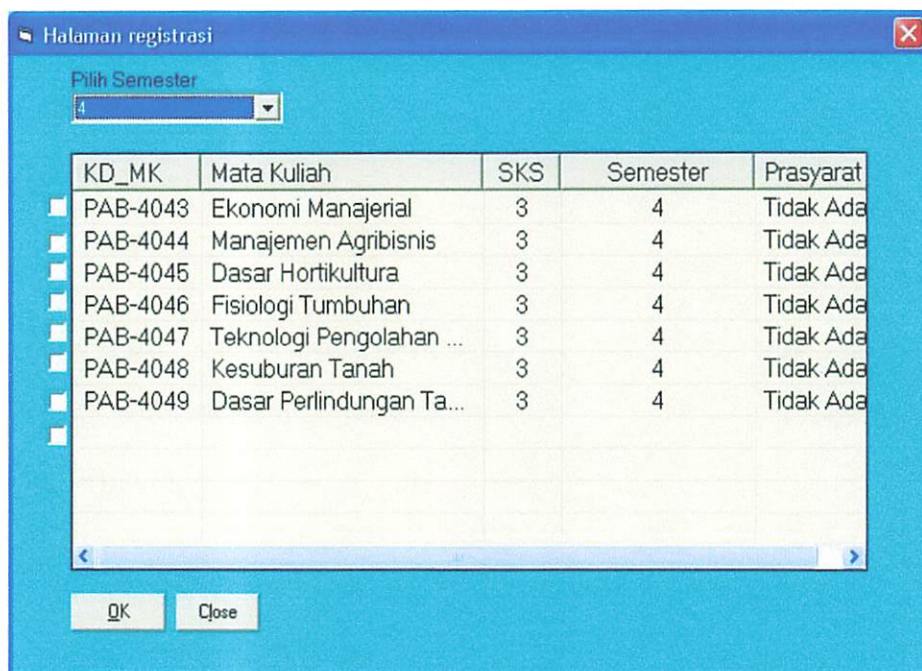 Halaman registrasi
Pilih Semester
4
KD_MK Mata Kuliah SKS Semester Prasyarat
PAB-4043 Ekonomi Manajerial 3 4 Tidak Ada
PAB-4044 Manajemen Agribisnis 3 4 Tidak Ada
PAB-4045 Dasar Hortikultura 3 4 Tidak Ada
PAB-4046 Fisiologi Tumbuhan 3 4 Tidak Ada
PAB-4047 Teknologi Pengolahan ... 3 4 Tidak Ada
PAB-4048 Kesuburan Tanah 3 4 Tidak Ada
PAB-4049 Dasar Perlindungan Ta... 3 4 Tidak Ada
OK Close